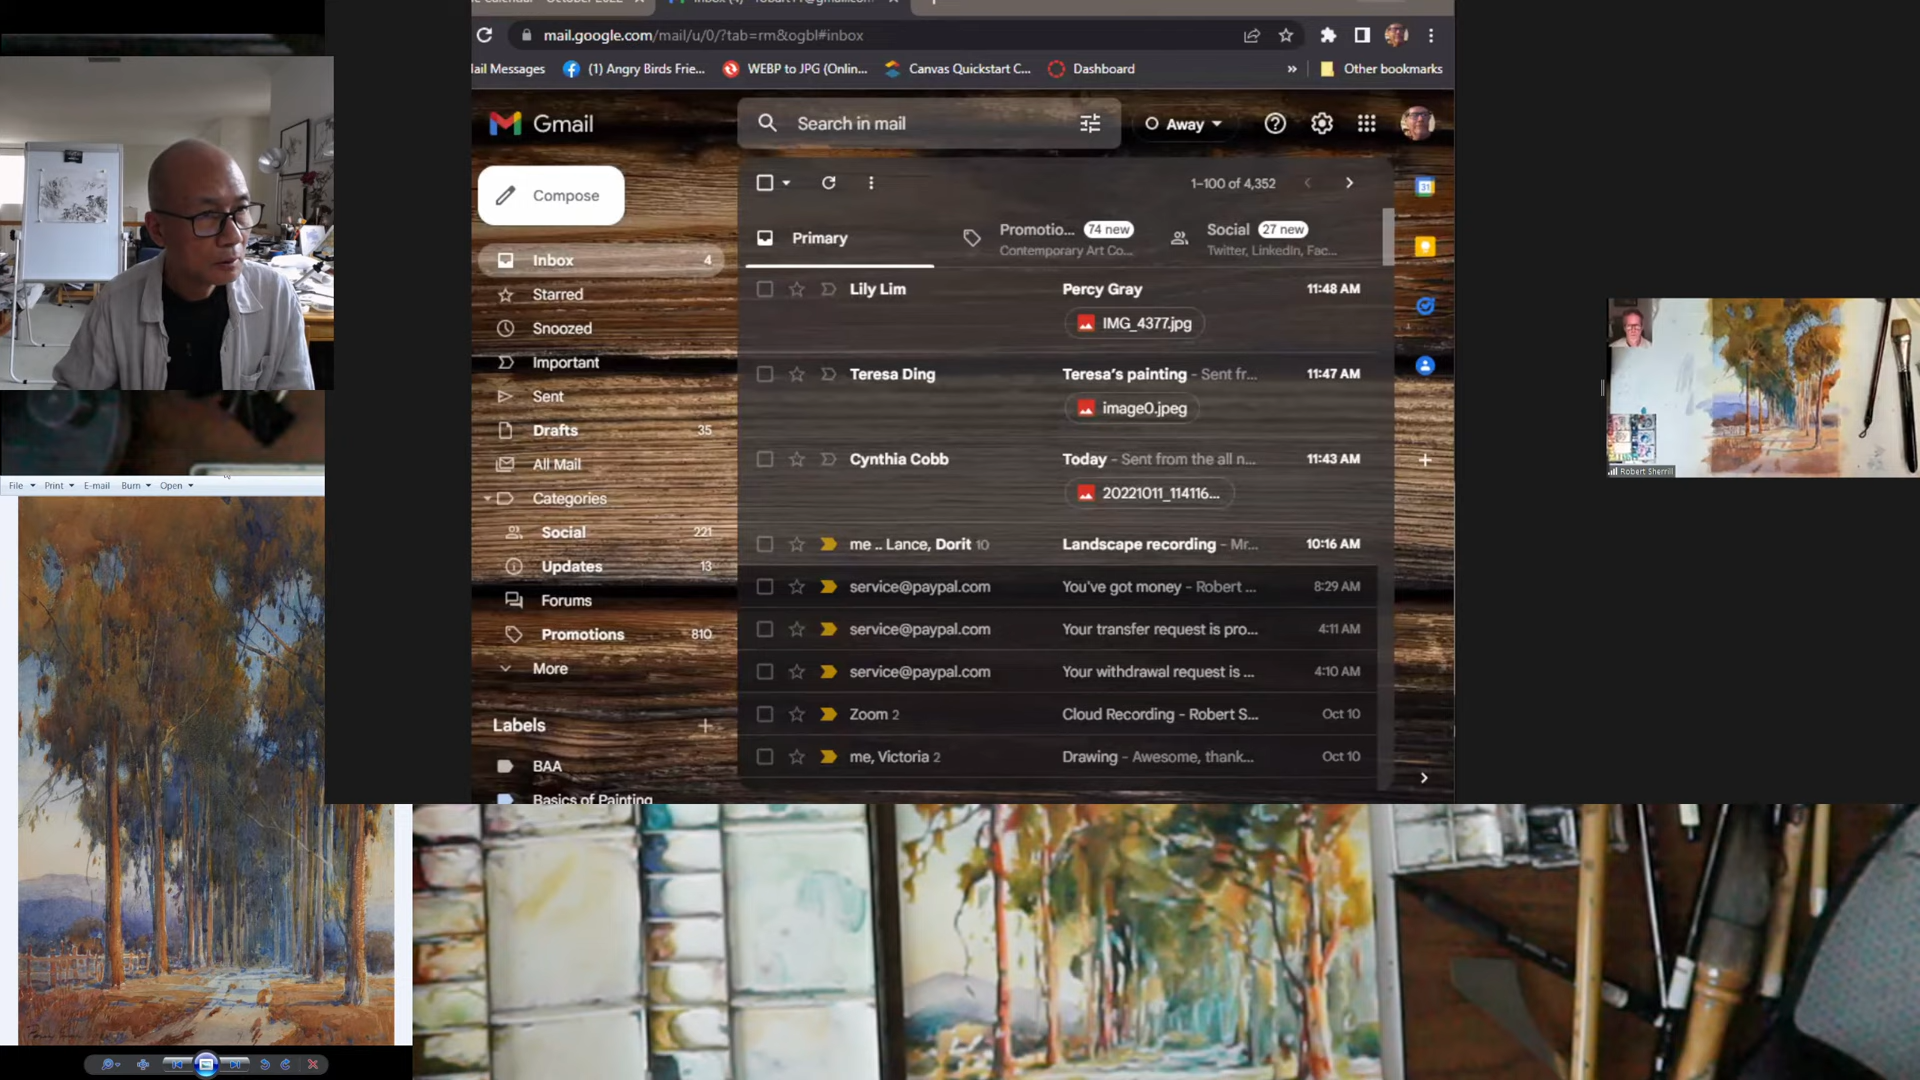 mail.google.com/mail/u/0/?tab=rm&ogbl#inbox
ail Messages
(1) Angry Birds Frie...
WEBP to JPG (Onlin...
Canvas Quickstart C...
Dashboard
»
Other bookmarks
Gmail
Search in mail
Away
Compose
1–100 of 4,352
Primary
Promotio... 74 new
Contemporary Art Co...
Social 27 new
Twitter, LinkedIn, Fac...
Inbox 4
Starred
Snoozed
Important
Sent
Drafts 35
All Mail
Categories
Social 221
Updates 13
Forums
Promotions 810
More
Labels
BAA
Basics of Painting
Lily Lim Percy Gray 11:48 AM
IMG_4377.jpg
Teresa Ding Teresa's painting - Sent fr... 11:47 AM
image0.jpeg
Cynthia Cobb Today - Sent from the all n... 11:43 AM
20221011_114116...
me .. Lance, Dorit 10 Landscape recording - Mr... 10:16 AM
service@paypal.com You've got money - Robert ... 8:29 AM
service@paypal.com Your transfer request is pro... 4:11 AM
service@paypal.com Your withdrawal request is ... 4:10 AM
Zoom 2 Cloud Recording - Robert S... Oct 10
me, Victoria 2 Drawing - Awesome, thank... Oct 10
31
File Print E-mail Burn Open
Robert Sherrill